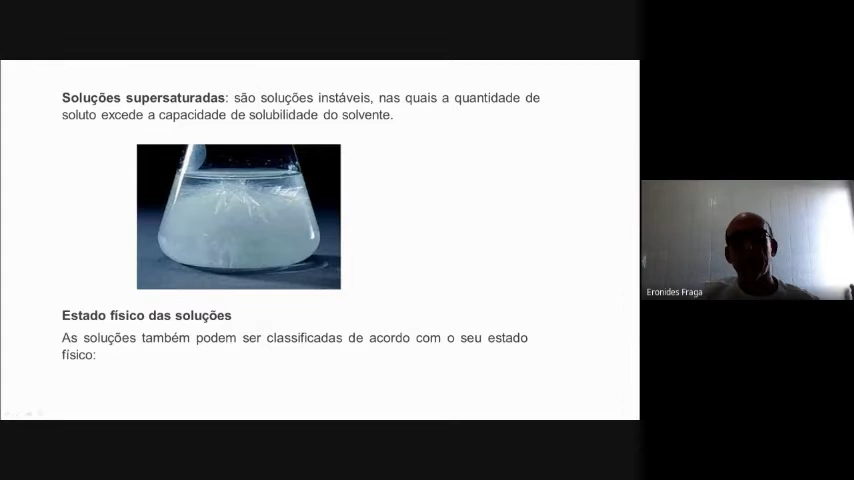 Soluções supersaturadas: são soluções instáveis, nas quais a quantidade de
soluto excede a capacidade de solubilidade do solvente.
Estado físico das soluções
As soluções também podem ser classificadas de acordo com o seu estado
físico:
Eronides Fraga